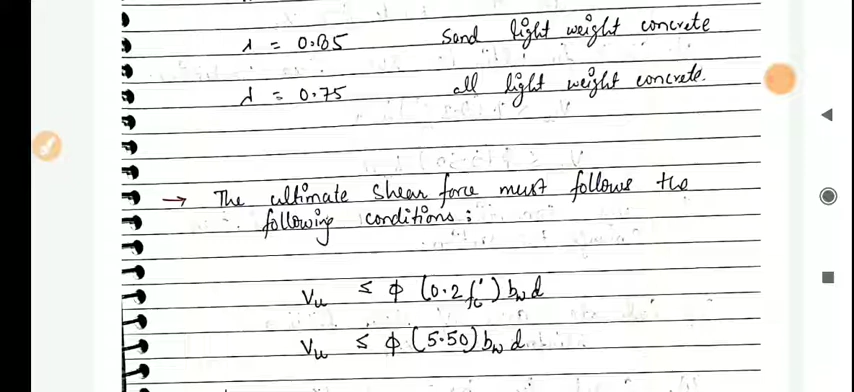 λ = 0.85 sand light weight concrete
λ = 0.75 all light weight concrete.
→ The ultimate shear force must follows the
following conditions :
Vu ≤ ϕ (0.2 fc') bw d
Vu ≤ ϕ (5.50) bw d